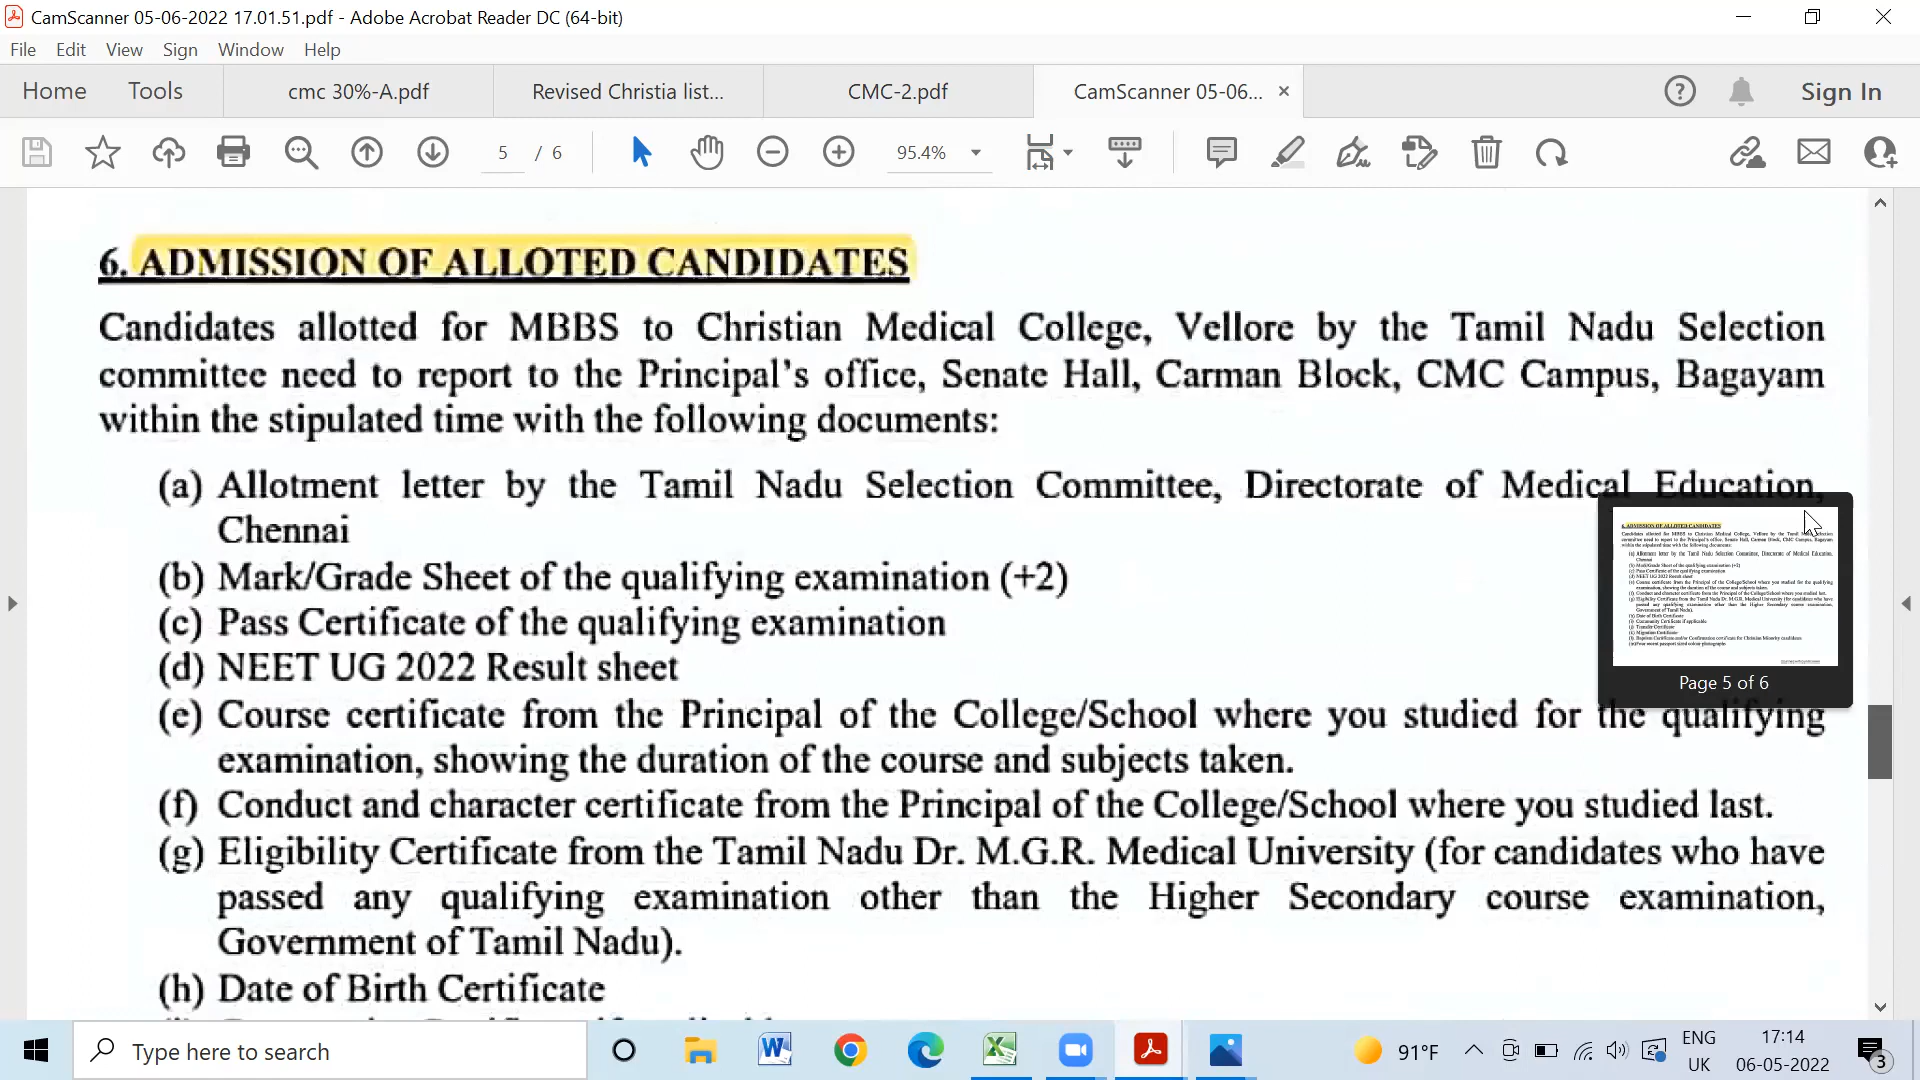 CamScanner 05-06-2022 17.01.51.pdf - Adobe Acrobat Reader DC (64-bit)
File Edit View Sign Window Help
Home Tools cmc 30%-A.pdf Revised Christia list... CMC-2.pdf CamScanner 05-06... × Sign In
5 / 6 95.4%
6. ADMISSION OF ALLOTED CANDIDATES
Candidates allotted for MBBS to Christian Medical College, Vellore by the Tamil Nadu Selection
committee need to report to the Principal's office, Senate Hall, Carman Block, CMC Campus, Bagayam
within the stipulated time with the following documents:
(a) Allotment letter by the Tamil Nadu Selection Committee, Directorate of Medical Education,
Chennai
(b) Mark/Grade Sheet of the qualifying examination (+2)
(c) Pass Certificate of the qualifying examination
(d) NEET UG 2022 Result sheet
(e) Course certificate from the Principal of the College/School where you studied for the qualifying
examination, showing the duration of the course and subjects taken.
(f) Conduct and character certificate from the Principal of the College/School where you studied last.
(g) Eligibility Certificate from the Tamil Nadu Dr. M.G.R. Medical University (for candidates who have
passed any qualifying examination other than the Higher Secondary course examination,
Government of Tamil Nadu).
(h) Date of Birth Certificate
Page 5 of 6
Type here to search
91°F
ENG
UK
17:14
06-05-2022
3